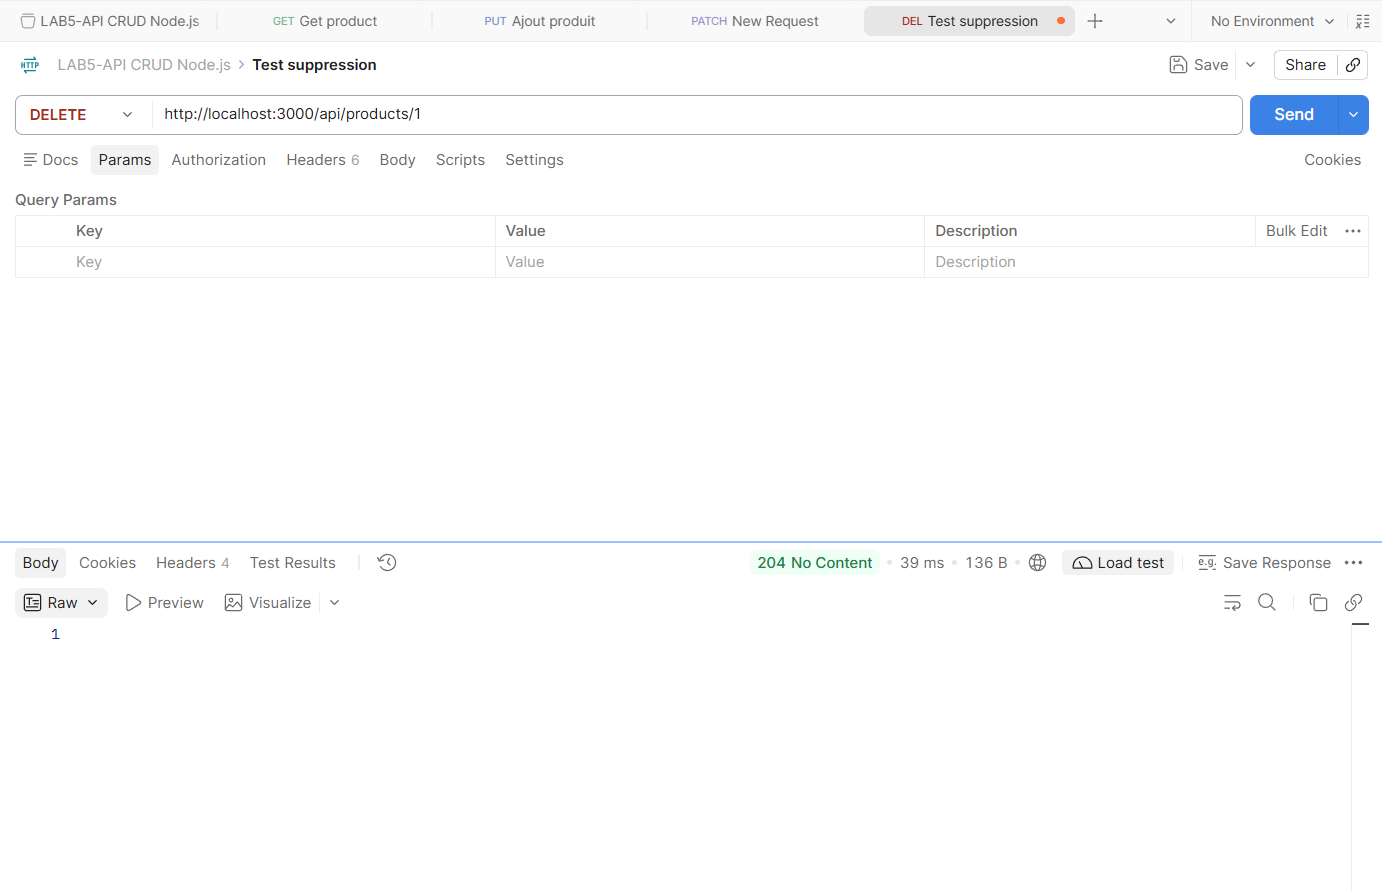 LAB5-API CRUD Node.js GET Get product PUT Ajout produit PATCH New Request DEL Test suppression No Environment
HTTP LAB5-API CRUD Node.js > Test suppression Save Share
DELETE http://localhost:3000/api/products/1 Send
Docs Params Authorization Headers 6 Body Scripts Settings Cookies
Query Params
Key Value Description Bulk Edit
Key Value Description
Body Cookies Headers 4 Test Results 204 No Content 39 ms 136 B Load test e.g. Save Response
Raw Preview Visualize
1